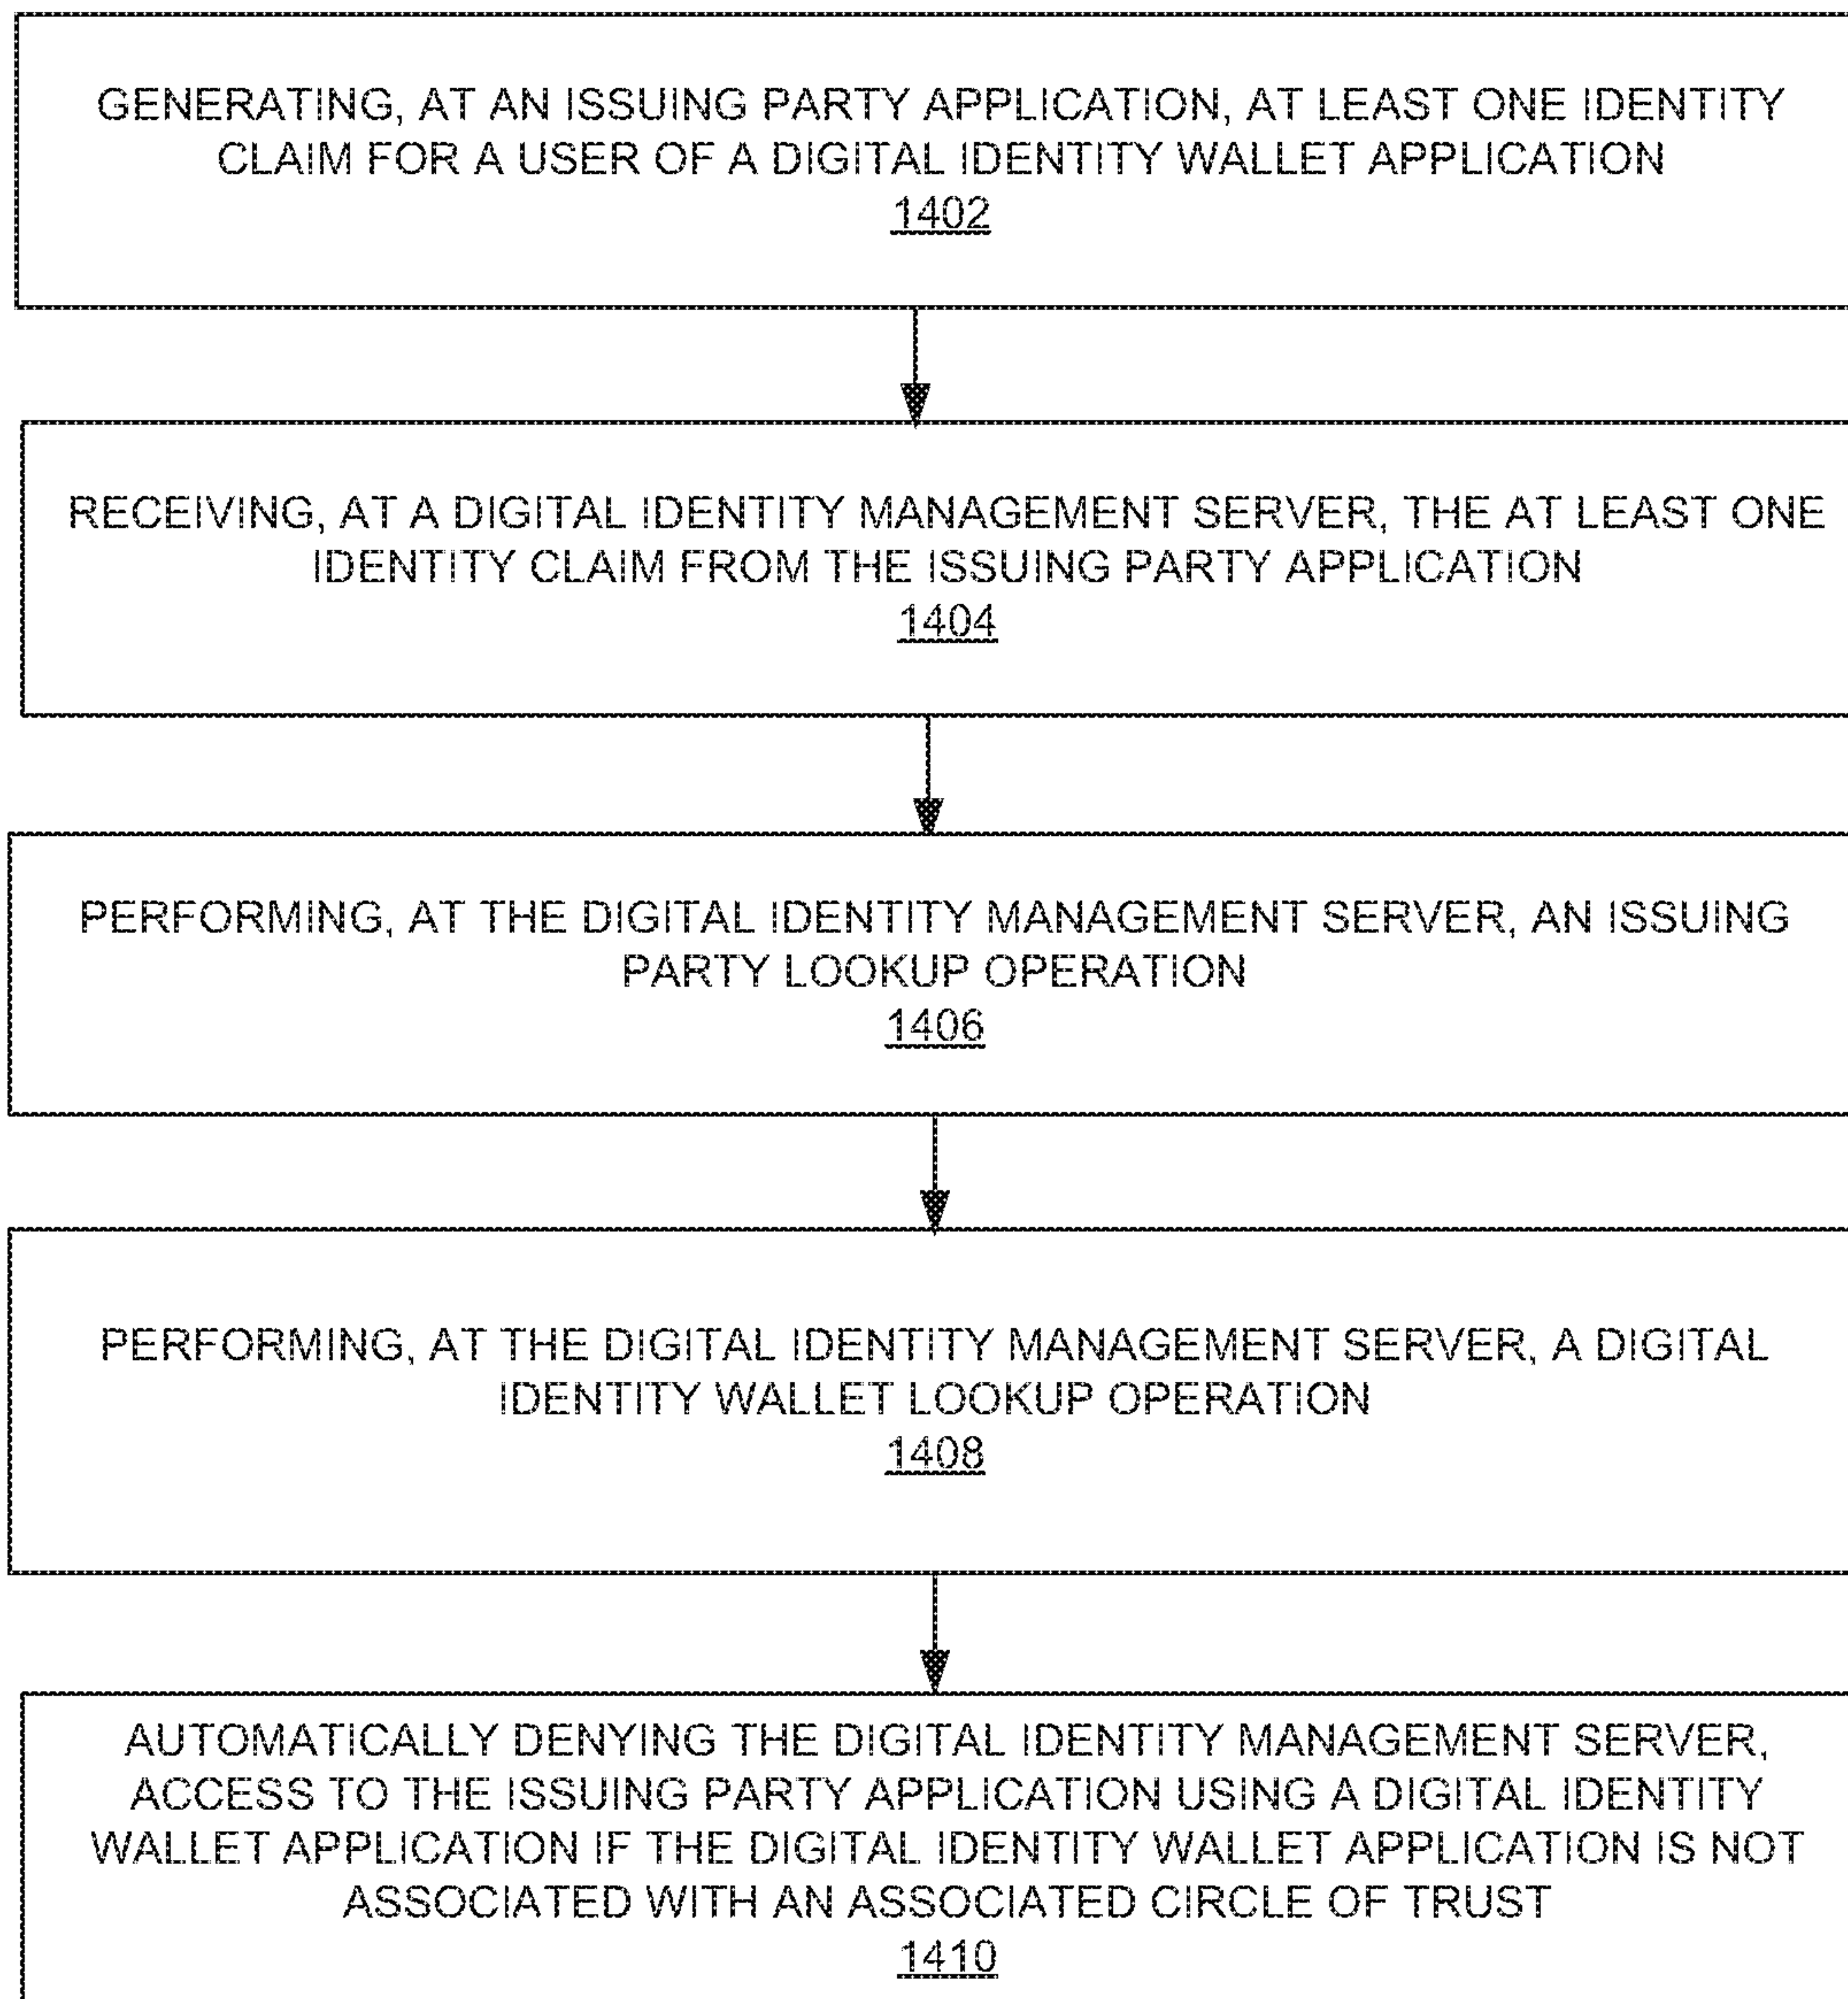 GENERATING, AT AN ISSUING PARTY APPLICATION, AT LEAST ONE IDENTITY
CLAIM FOR A USER OF A DIGITAL IDENTITY WALLET APPLICATION
1402
RECEIVING, AT A DIGITAL IDENTITY MANAGEMENT SERVER, THE AT LEAST ONE
IDENTITY CLAIM FROM THE ISSUING PARTY APPLICATION
1404
PERFORMING, AT THE DIGITAL IDENTITY MANAGEMENT SERVER, AN ISSUING
PARTY LOOKUP OPERATION
1406
PERFORMING, AT THE DIGITAL IDENTITY MANAGEMENT SERVER, A DIGITAL
IDENTITY WALLET LOOKUP OPERATION
1408
AUTOMATICALLY DENYING THE DIGITAL IDENTITY MANAGEMENT SERVER,
ACCESS TO THE ISSUING PARTY APPLICATION USING A DIGITAL IDENTITY
WALLET APPLICATION IF THE DIGITAL IDENTITY WALLET APPLICATION IS NOT
ASSOCIATED WITH AN ASSOCIATED CIRCLE OF TRUST
1410